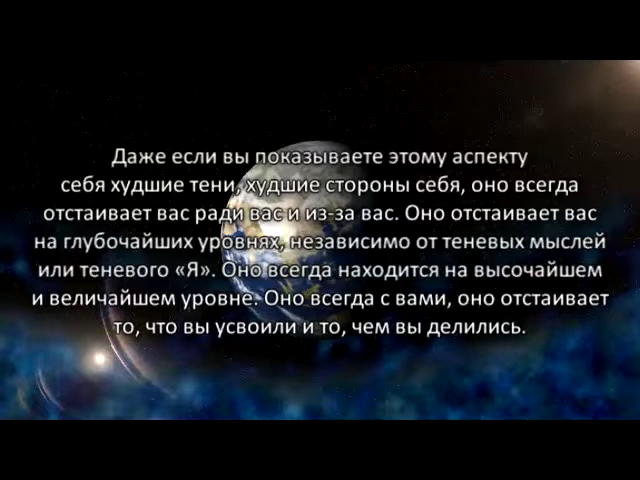 Даже если вы показываете этому аспекту
себя худшие тени, худшие стороны себя, оно всегда
отстаивает вас ради вас и из-за вас. Оно отстаивает вас
на глубочайших уровнях, независимо от теневых мыслей
или теневого «Я». Оно всегда находится на высочайшем
и величайшем уровне. Оно всегда с вами, оно отстаивает
то, что вы усвоили и то, чем вы делились.